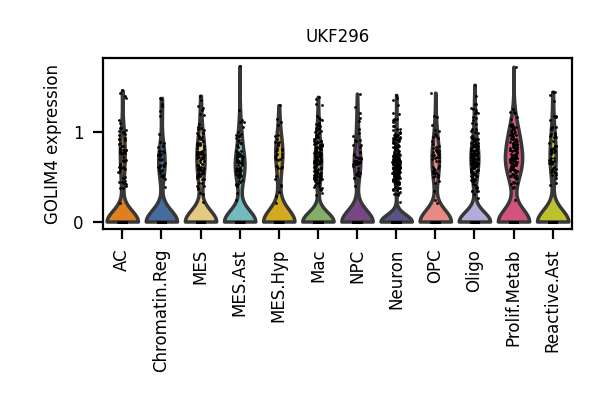 UKF296
GOLIM4 expression
1
0
AC
Chromatin.Reg
MES
MES.Ast
MES.Hyp
Mac
NPC
Neuron
OPC
Oligo
Prolif.Metab
Reactive.Ast